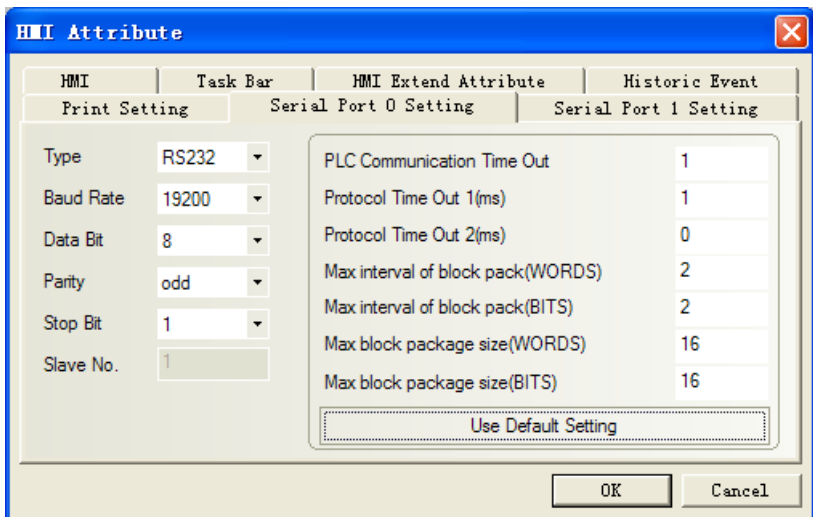 HMI Attribute
HMI Task Bar HMI Extend Attribute Historic Event
Print Setting Serial Port 0 Setting Serial Port 1 Setting
Type RS232
Baud Rate 19200
Data Bit 8
Parity odd
Stop Bit 1
Slave No. 1
PLC Communication Time Out 1
Protocol Time Out 1(ms) 1
Protocol Time Out 2(ms) 0
Max interval of block pack(WORDS) 2
Max interval of block pack(BITS) 2
Max block package size(WORDS) 16
Max block package size(BITS) 16
Use Default Setting
OK Cancel